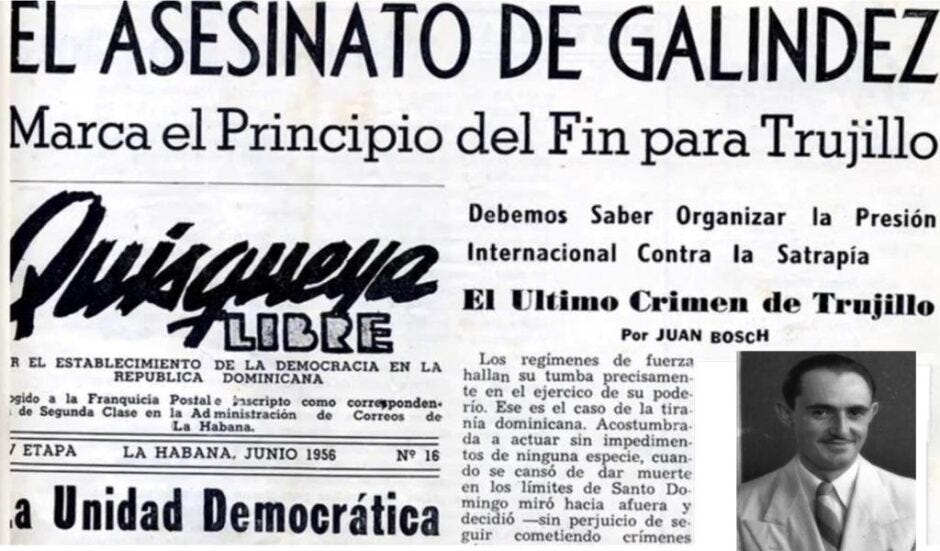 EL ASESINATO DE GALINDEZ
Marca el Principio del Fin para Trujillo
Quisqueya
LIBRE
R EL ESTABLECIMIENTO DE LA DEMOCRACIA EN LA
REPUBLICA DOMINICANA
ogido a la Franquicia Postal e inscripto como corresponden-
de Segunda Clase en la Administración de Correos de
La Habana.
V ETAPA LA HABANA, JUNIO 1956 Nº 16
a Unidad Democrática
Debemos Saber Organizar la Presión
Internacional Contra la Satrapía
El Ultimo Crimen de Trujillo
Por JUAN BOSCH
Los regímenes de fuerza
hallan su tumba precisamen-
te en el ejercico de su pode-
río. Ese es el caso de la tira-
nía dominicana. Acostumbra-
da a actuar sin impedimen-
tos de ninguna especie, cuan-
do se cansó de dar muerte
en los límites de Santo Do-
mingo miró hacia afuera y
decidió —sin perjuicio de se-
guir cometiendo crímenes